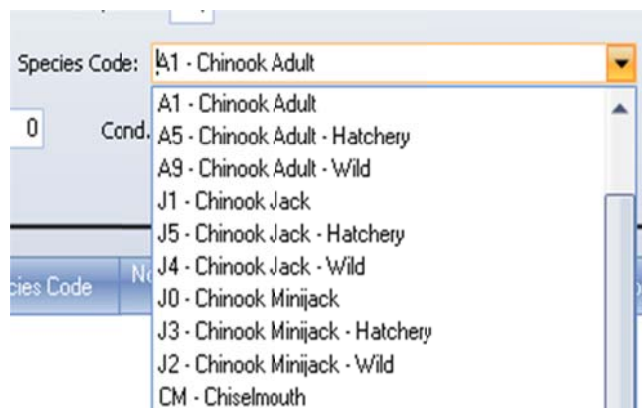 Species Code: A1 - Chinook Adult
A1 - Chinook Adult
0 Cond. A5 - Chinook Adult - Hatchery
A9 - Chinook Adult - Wild
J1 - Chinook Jack
J5 - Chinook Jack - Hatchery
cies Code No J4 - Chinook Jack - Wild
J0 - Chinook Minijack
J3 - Chinook Minijack - Hatchery
J2 - Chinook Minijack - Wild
CM - Chiselmouth